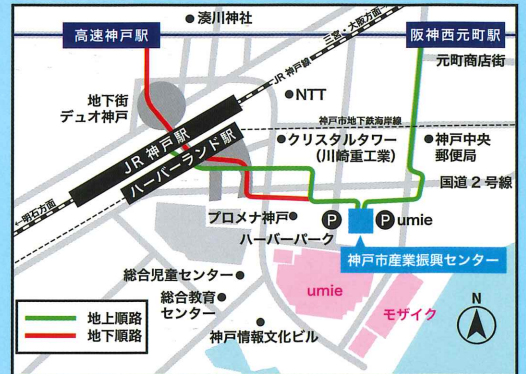 湊川神社
三宮・大阪方面→
高速神戸駅
阪神西元町駅
JR 神戸線
元町商店街
地下街
デュオ神戸
NTT
神戸市地下鉄海岸線
JR 神戸駅
ハーバーランド駅
クリスタルタワー
(川崎重工業)
神戸中央
郵便局
国道2号線
←明石方面
プロメナ神戸
P
P umie
ハーバーパーク
神戸市産業振興センター
総合児童センター
umie
総合教育
センター
モザイク
N
地上順路
地下順路
神戸情報文化ビル